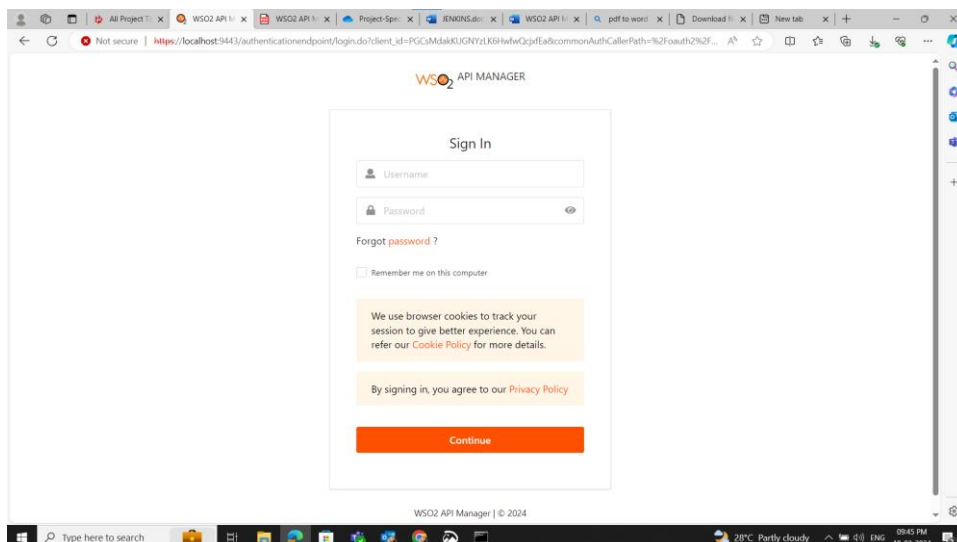 All Project T
WSO2 API M
WSO2 API M
Project-Spec
JENKINS.doc
WSO2 API M
pdf to word
Download fi
New tab
Not secure
https://localhost:9443/authenticationendpoint/login.do?client_id=PGCsMdakKUGNYzLK6HwfwQcjxfEa&commonAuthCallerPath=%2Foauth2%2F...
WSO2 API MANAGER
Sign In
Username
Password
Forgot password ?
Remember me on this computer
We use browser cookies to track your
session to give better experience. You can
refer our Cookie Policy for more details.
By signing in, you agree to our Privacy Policy
Continue
WSO2 API Manager | © 2024
Type here to search
28°C Partly cloudy
ENG
09:45 PM